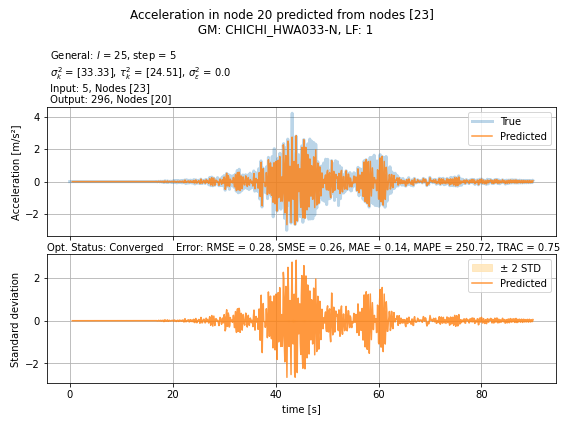 Acceleration in node 20 predicted from nodes [23]
GM: CHICHI_HWA033-N, LF: 1
General: l = 25, step = 5
σ²ₖ = [33.33], τ²ₖ = [24.51], σ²ε = 0.0
Input: 5, Nodes [23]
Output: 296, Nodes [20]
Acceleration [m/s²]
4
2
0
−2
True
Predicted
Opt. Status: Converged Error: RMSE = 0.28, SMSE = 0.26, MAE = 0.14, MAPE = 250.72, TRAC = 0.75
Standard deviation
2
0
−2
± 2 STD
Predicted
0 20 40 60 80
time [s]